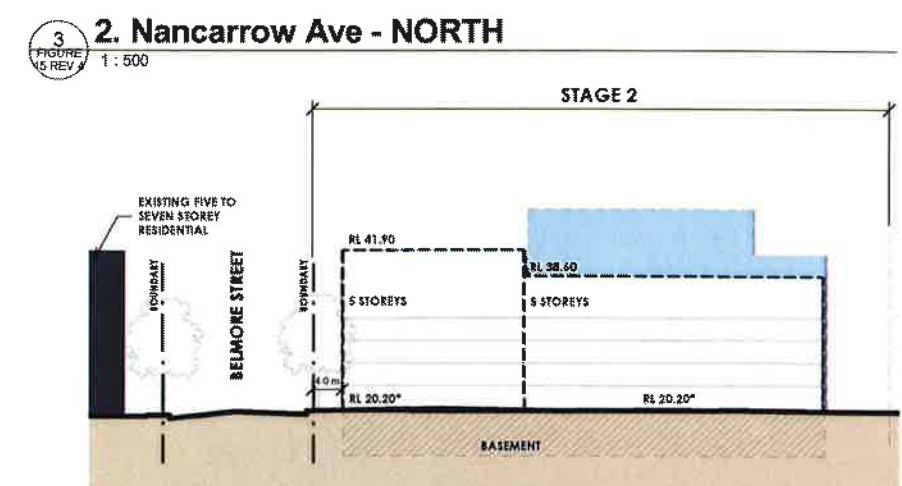 2. Nancarrow Ave - NORTH
3
FIGURE
15 REV 4
1 : 500
STAGE 2
EXISTING FIVE TO
SEVEN STOREY
RESIDENTIAL
BOUNDARY
BELMORE STREET
BOUNDARY
RL 41.90
RL 38.60
5 STOREYS
5 STOREYS
4.0 m
RL 20.20*
RL 20.20*
BASEMENT